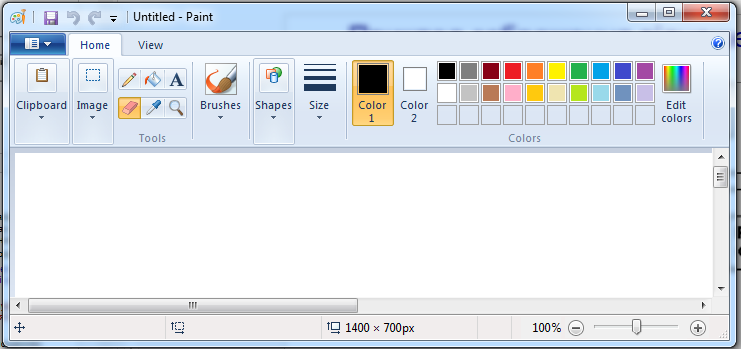 Untitled - Paint
Home View
Clipboard Image Tools Brushes Shapes Size Color 1 Color 2 Edit colors
Colors
1400 × 700px 100%